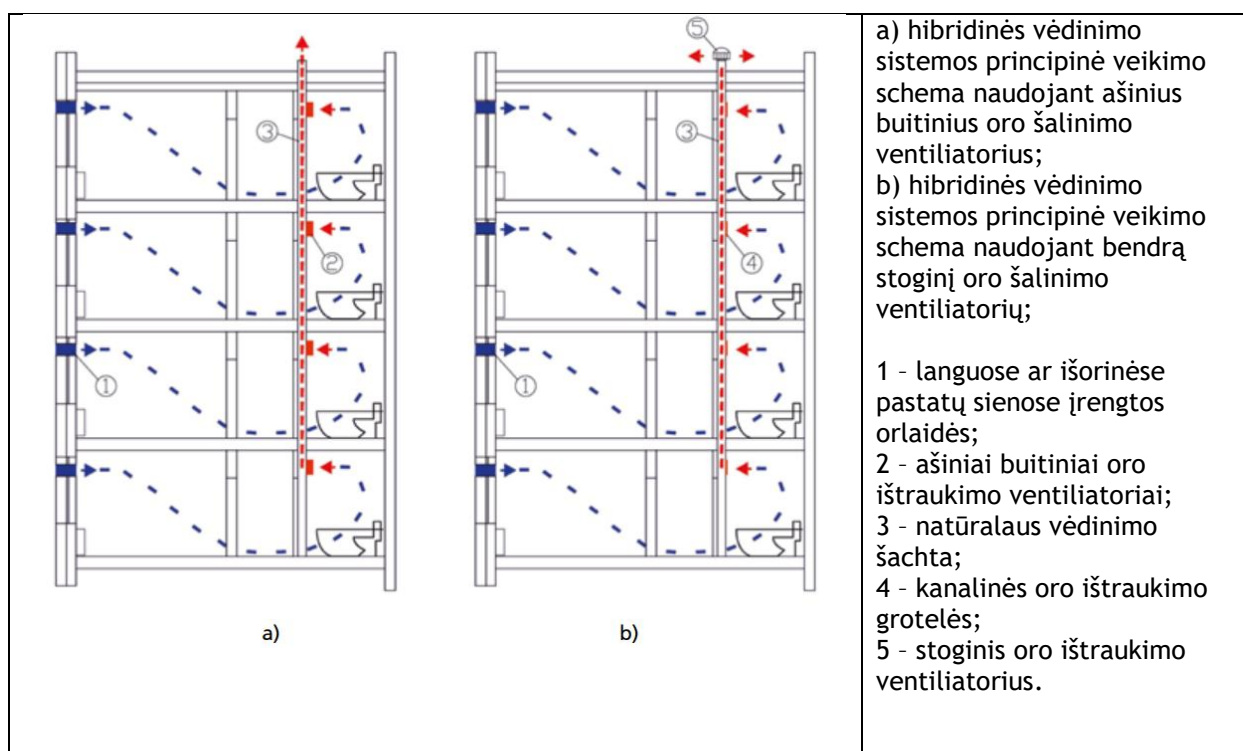 ⑤
③
③
②
④
①
①
a)
b)
a) hibridinės vėdinimo
sistemos principinė veikimo
schema naudojant ašinius
buitinius oro šalinimo
ventiliatorius;
b) hibridinės vėdinimo
sistemos principinė veikimo
schema naudojant bendrą
stoginį oro šalinimo
ventiliatorių;
1 – languose ar išorinėse
pastatų sienose įrengtos
orlaidės;
2 – ašiniai buitiniai oro
ištraukimo ventiliatoriai;
3 – natūralaus vėdinimo
šachta;
4 – kanalinės oro ištraukimo
grotelės;
5 – stoginis oro ištraukimo
ventiliatorius.